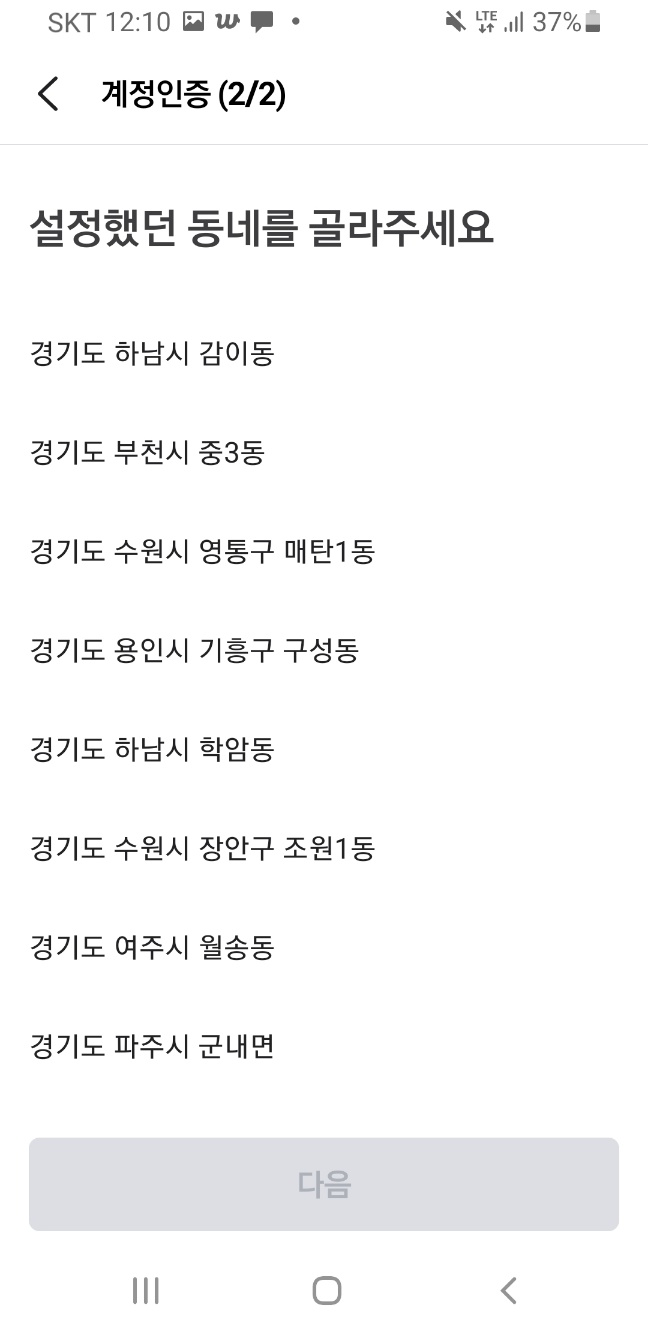 SKT 12:10
LTE 37%
계정인증 (2/2)
설정했던 동네를 골라주세요
경기도 하남시 감이동
경기도 부천시 중3동
경기도 수원시 영통구 매탄1동
경기도 용인시 기흥구 구성동
경기도 하남시 학암동
경기도 수원시 장안구 조원1동
경기도 여주시 월송동
경기도 파주시 군내면
다음